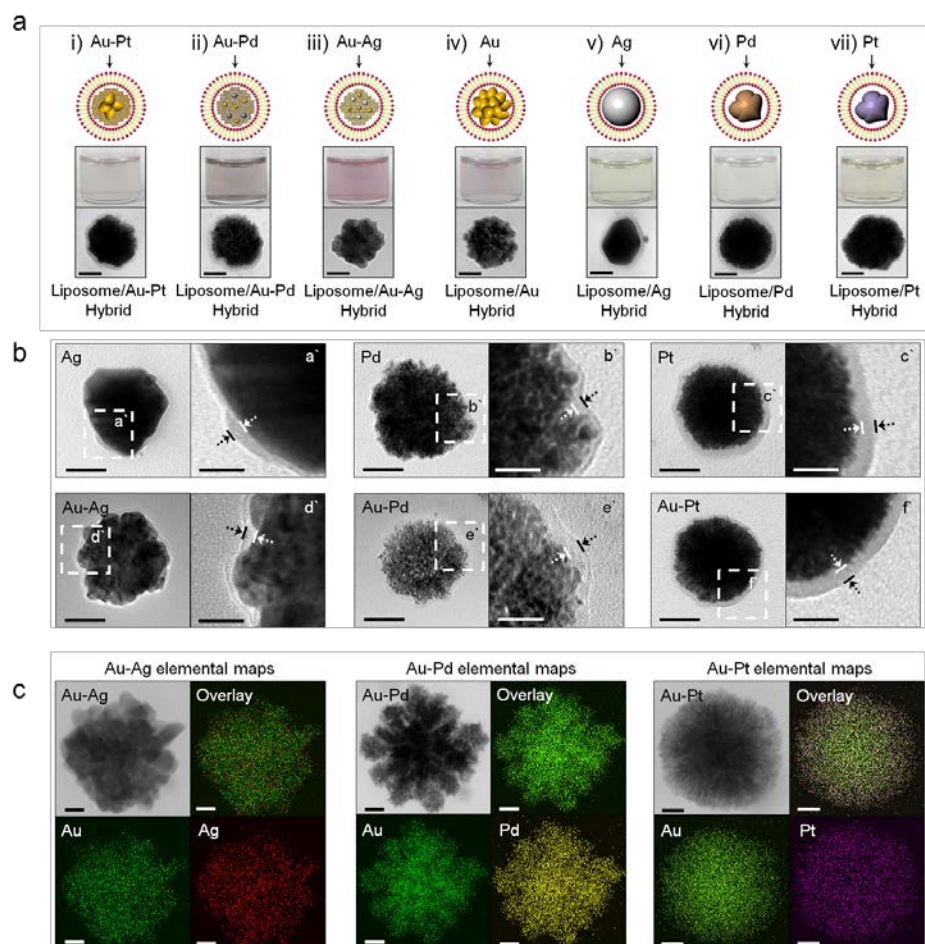 a
i) Au-Pt
ii) Au-Pd
iii) Au-Ag
iv) Au
v) Ag
vi) Pd
vii) Pt
Liposome/Au-Pt
Hybrid
Liposome/Au-Pd
Hybrid
Liposome/Au-Ag
Hybrid
Liposome/Au
Hybrid
Liposome/Ag
Hybrid
Liposome/Pd
Hybrid
Liposome/Pt
Hybrid
b
Ag
a`
a`
Pd
b`
b`
Pt
c`
c`
Au-Ag
d`
d`
Au-Pd
e`
e`
Au-Pt
f`
f`
c
Au-Ag elemental maps
Au-Ag
Overlay
Au
Ag
Au-Pd elemental maps
Au-Pd
Overlay
Au
Pd
Au-Pt elemental maps
Au-Pt
Overlay
Au
Pt